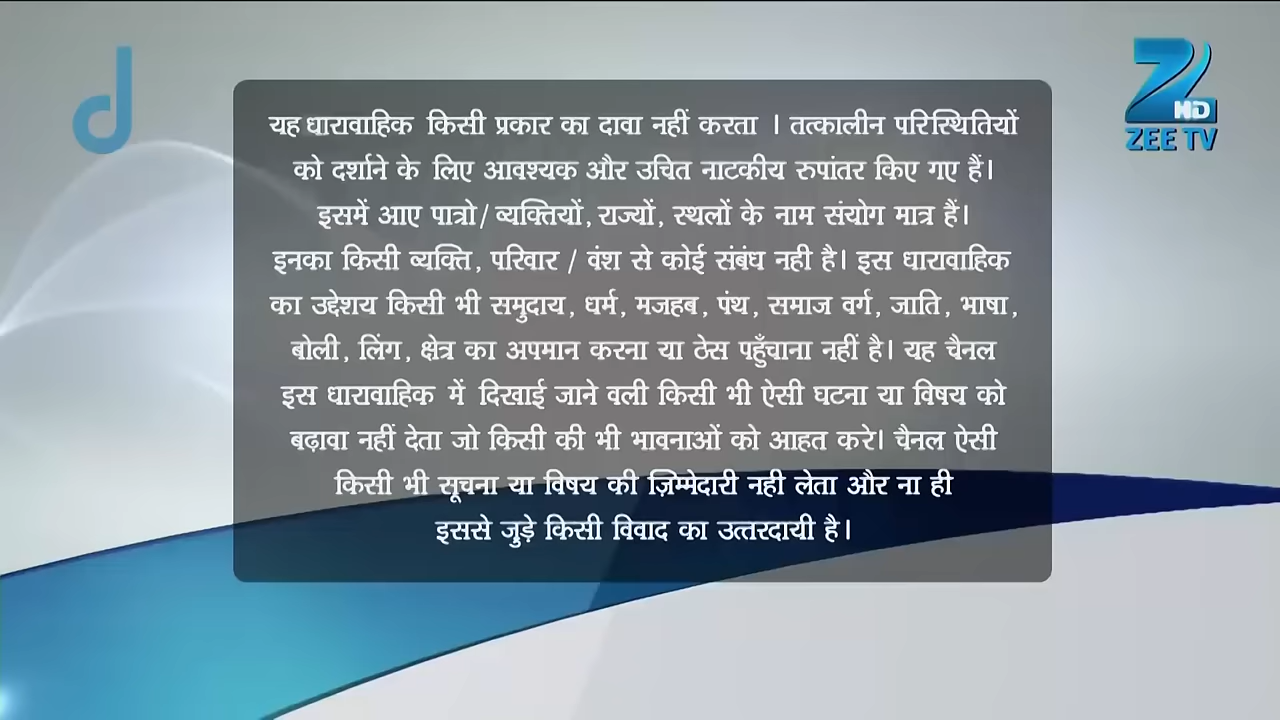 d
HD
ZEE TV
यह धारावाहिक किसी प्रकार का दावा नहीं करता । तत्कालीन परिस्थितियों
को दर्शाने के लिए आवश्यक और उचित नाटकीय रुपांतर किए गए हैं।
इसमें आए पात्रो/व्यक्तियों, राज्यों, स्थलों के नाम संयोग मात्र हैं।
इनका किसी व्यक्ति, परिवार / वंश से कोई संबंध नही है। इस धारावाहिक
का उद्देशय किसी भी समुदाय, धर्म, मजहब, पंथ, समाज वर्ग, जाति, भाषा,
बोली, लिंग, क्षेत्र का अपमान करना या ठेस पहुँचाना नहीं है। यह चैनल
इस धारावाहिक में दिखाई जाने वली किसी भी ऐसी घटना या विषय को
बढ़ावा नहीं देता जो किसी की भी भावनाओं को आहत करे। चैनल ऐसी
किसी भी सूचना या विषय की ज़िम्मेदारी नही लेता और ना ही
इससे जुड़े किसी विवाद का उत्तरदायी है।